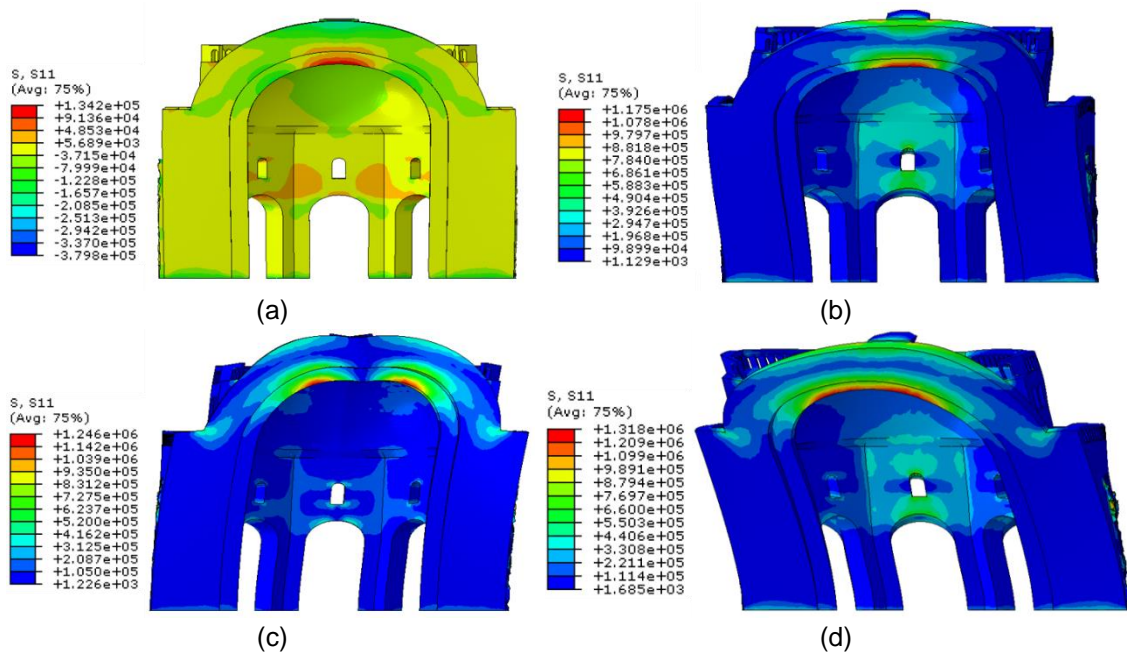 S, S11
(Avg: 75%)
+1.342e+05
+9.136e+04
+4.853e+04
+5.689e+03
-3.715e+04
-7.999e+04
-1.228e+05
-1.657e+05
-2.085e+05
-2.513e+05
-2.942e+05
-3.370e+05
-3.798e+05
(a)
S, S11
(Avg: 75%)
+1.175e+06
+1.078e+06
+9.797e+05
+8.818e+05
+7.840e+05
+6.861e+05
+5.883e+05
+4.904e+05
+3.926e+05
+2.947e+05
+1.968e+05
+9.899e+04
+1.129e+03
(b)
S, S11
(Avg: 75%)
+1.246e+06
+1.142e+06
+1.039e+06
+9.350e+05
+8.312e+05
+7.275e+05
+6.237e+05
+5.200e+05
+4.162e+05
+3.125e+05
+2.087e+05
+1.050e+05
+1.226e+03
(c)
S, S11
(Avg: 75%)
+1.318e+06
+1.209e+06
+1.099e+06
+9.891e+05
+8.794e+05
+7.697e+05
+6.600e+05
+5.503e+05
+4.406e+05
+3.308e+05
+2.211e+05
+1.114e+05
+1.685e+03
(d)